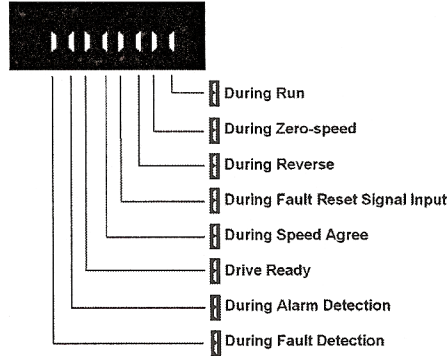 During Run
During Zero-speed
During Reverse
During Fault Reset Signal Input
During Speed Agree
Drive Ready
During Alarm Detection
During Fault Detection